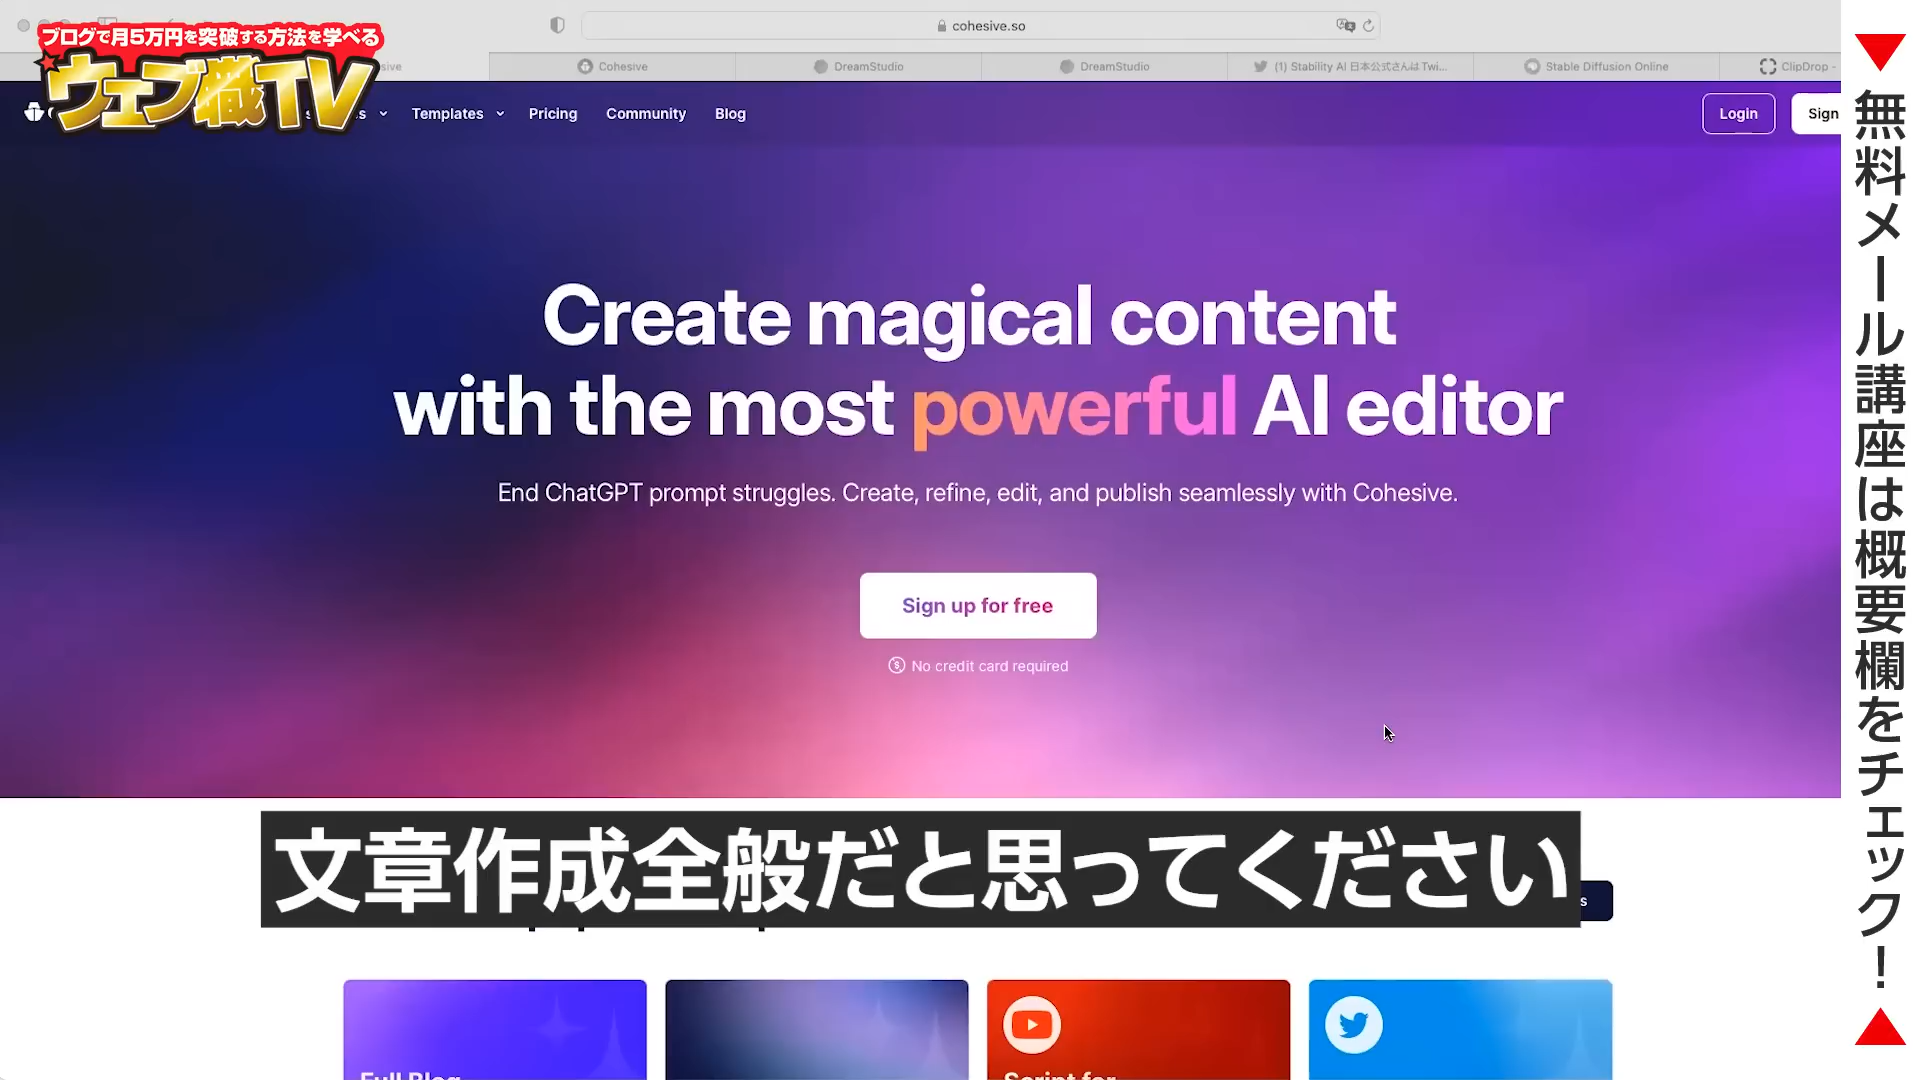 cohesive.so
ブログで月5万円を突破する方法を学べる
ウェブ職TV
sive
Cohesive
DreamStudio
DreamStudio
(1) Stability AI 日本公式さんはTwi...
Stable Diffusion Online
ClipDrop -
Templates
Pricing
Community
Blog
Login
Sign
Create magical content
with the most powerful AI editor
End ChatGPT prompt struggles. Create, refine, edit, and publish seamlessly with Cohesive.
Sign up for free
No credit card required
文章作成全般だと思ってください
Full Blog
Script for
無料メール講座は概要欄をチェック！